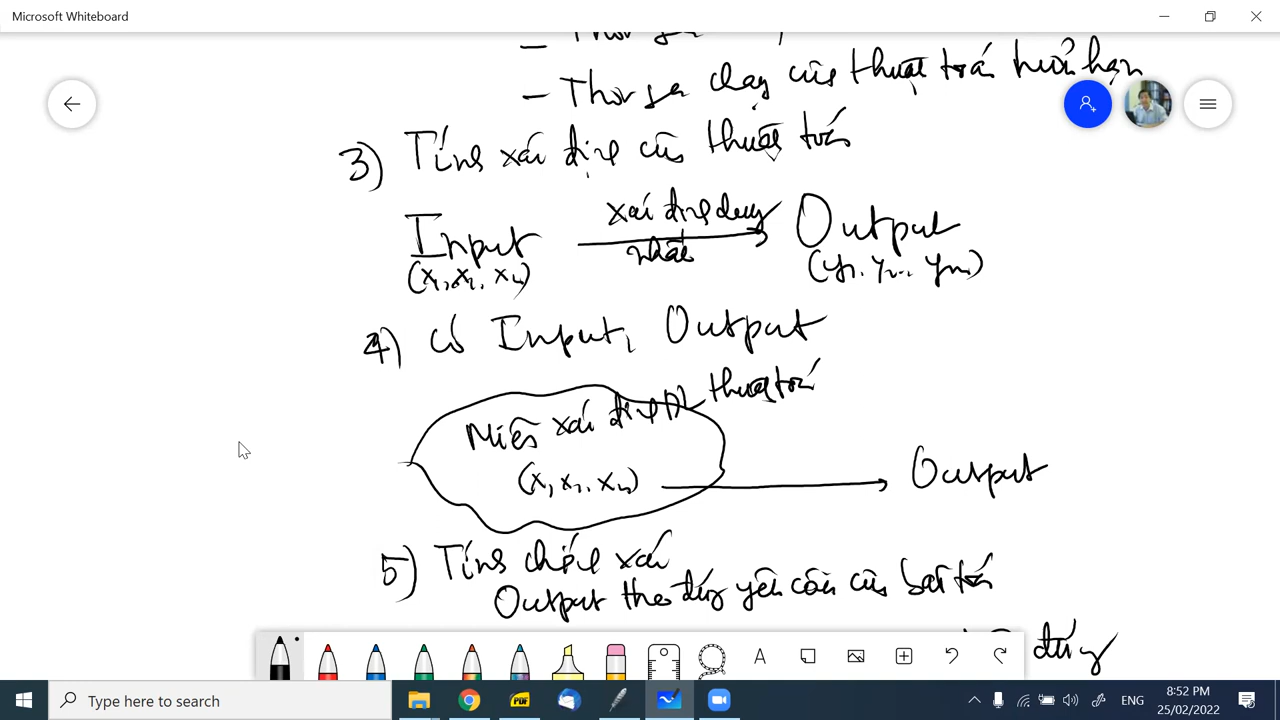 Microsoft Whiteboard
– Thời gian chạy của thuật toán hữu hạn
3) Tính xác định của thuật toán
Input xác định duy nhất Output
(x1, x2.. xn) (y1, y2.. ym)
4) Có Input, Output
Miền xác định thuật toán
(x1 x2.. xn) Output
5) Tính chính xác
Output theo đúng yêu cầu của bài toán
đúng
Type here to search
ENG
8:52 PM
25/02/2022